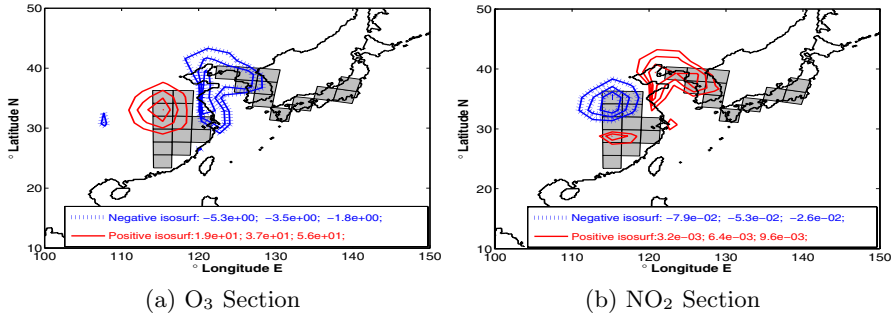 50
40
30
20
10
100
110
120
130
140
150
° Latitude N
° Longitude E
Negative isosurf: −5.3e+00; −3.5e+00; −1.8e+00;
Positive isosurf:1.9e+01; 3.7e+01; 5.6e+01;
(a) O₃ Section
50
40
30
20
10
100
110
120
130
140
150
° Latitude N
° Longitude E
Negative isosurf: −7.9e−02; −5.3e−02; −2.6e−02;
Positive isosurf:3.2e−03; 6.4e−03; 9.6e−03;
(b) NO₂ Section